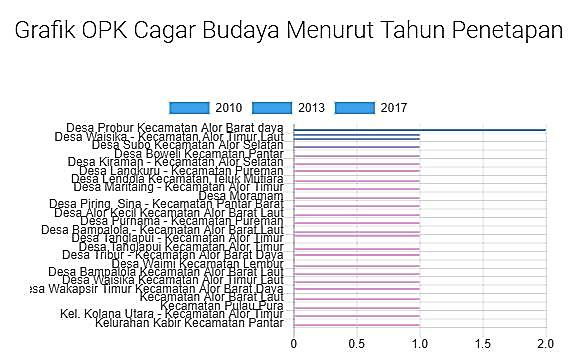 Grafik OPK Cagar Budaya Menurut Tahun Penetapan
2010 2013 2017
Desa Probur Kecamatan Alor Barat daya
Desa Waisika - Kecamatan Alor Timur Laut
Desa Subo Kecamatan Alor Selatan
Desa Boweli Kecamatan Pantar
Desa Kiraman - Kecamatan Alor Selatan
Desa Langkuru - Kecamatan Pureman
Desa Lendola Kecamatan Teluk Mutiara
Desa Maritaing - Kecamatan Alor Timur
Desa Moramam
Desa Piring, Sina - Kecamatan Pantar Barat
Desa Alor Kecil Kecamatan Alor Barat Laut
Desa Purnama - Kecamatan Pureman
Desa Bampalola - Kecamatan Alor Barat Laut
Desa Tanglapui - Kecamatan Alor Timur
Desa Tanglapui Kecamatan Alor Timur
Desa Tribur - Kecamatan Alor Barat Daya
Desa Waimi Kecamatan Lembur
Desa Bampalola Kecamatan Alor Barat Laut
Desa Waisika Kecamatan Alor Timur Laut
sa Wakapsir Timur Kecamatan Alor Barat Daya
Kecamatan Alor Barat Laut
Kecamatan Pulau Pura
Kel. Kolana Utara - Kecamatan Alor Timur
Kelurahan Kabir Kecamatan Pantar
0 0.5 1.0 1.5 2.0